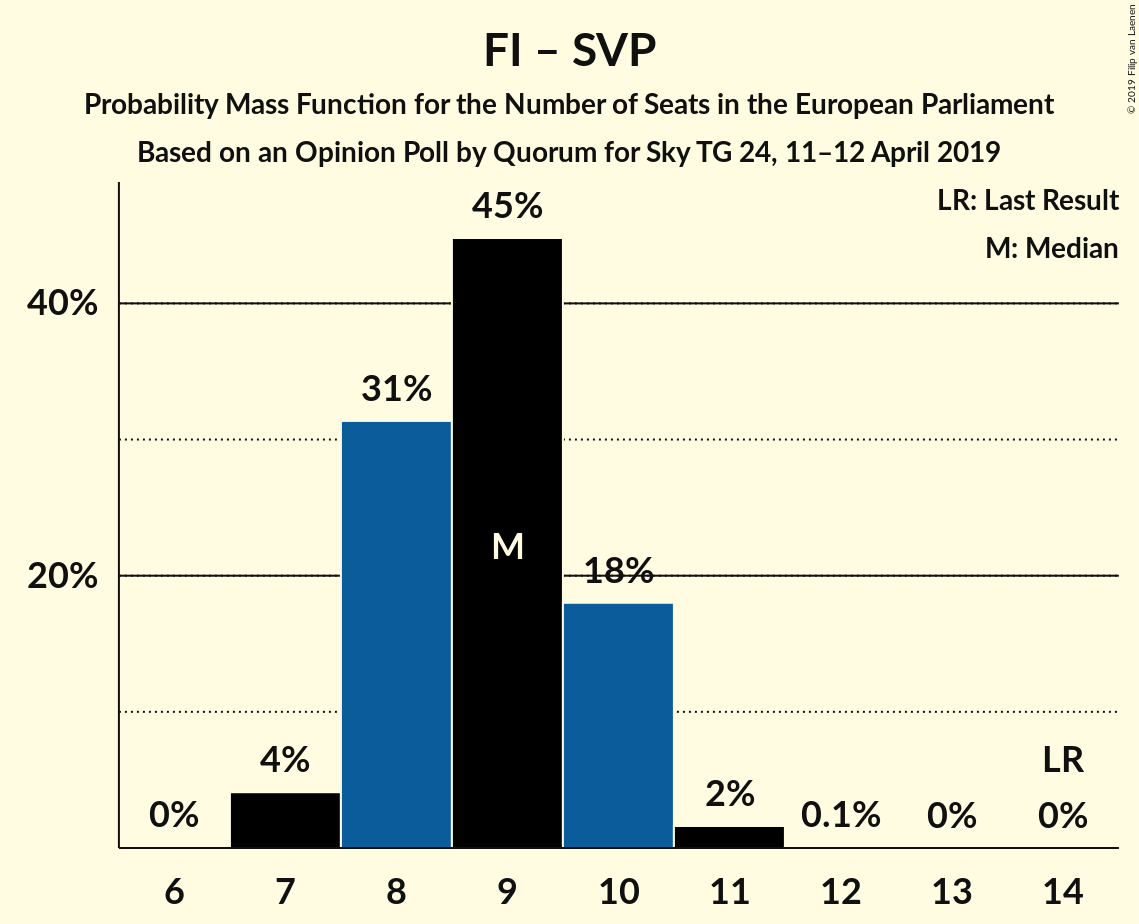 FI – SVP
Probability Mass Function for the Number of Seats in the European Parliament
Based on an Opinion Poll by Quorum for Sky TG 24, 11–12 April 2019
© 2019 Filip van Laenen
LR: Last Result
M: Median
40%
20%
0%
4%
31%
45%
M
18%
2%
0.1%
0%
LR
0%
6 7 8 9 10 11 12 13 14